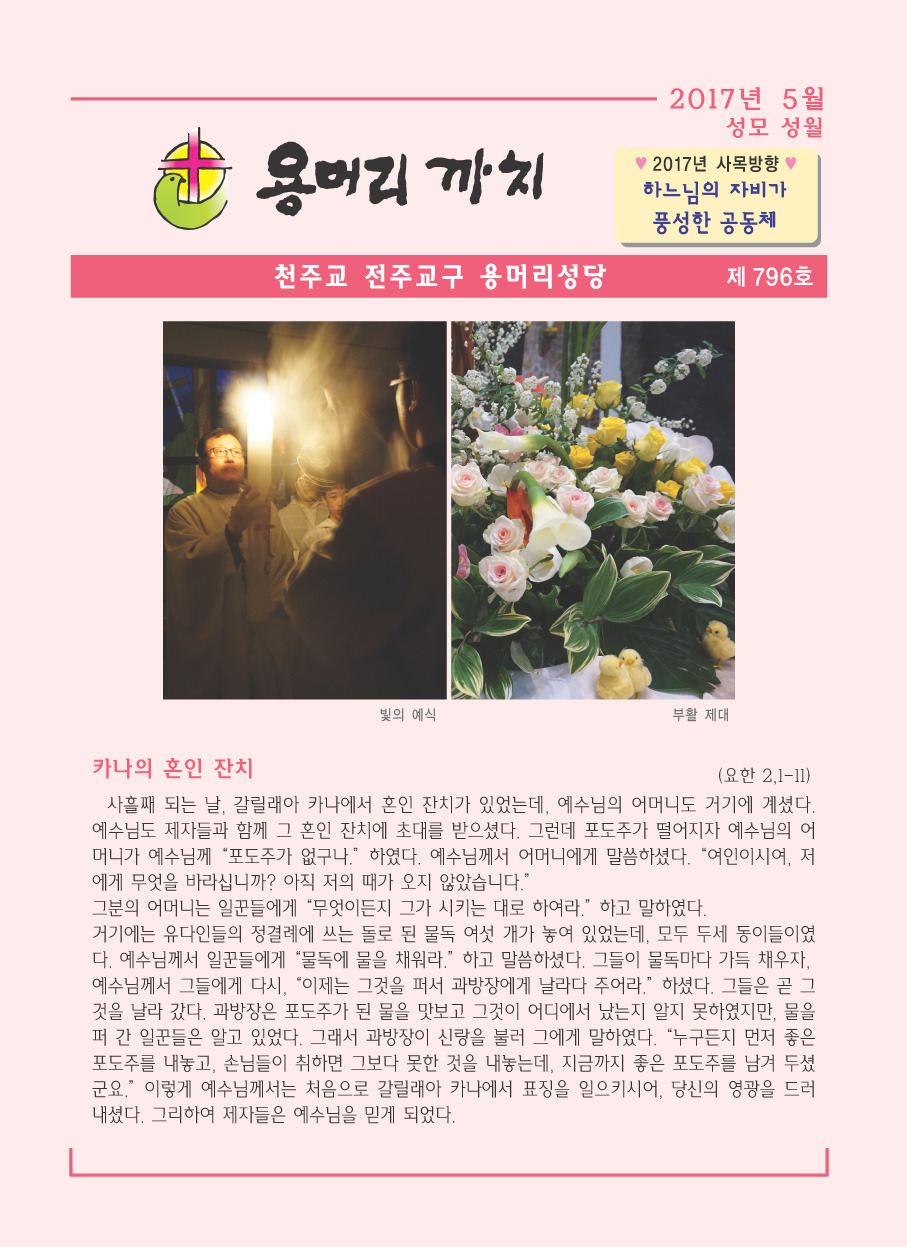 2017년 5월
성모 성월
용머리 까치
♥ 2017년 사목방향 ♥
하느님의 자비가
풍성한 공동체
천주교 전주교구 용머리성당
제 796호
빛의 예식
부활 제대
카나의 혼인 잔치
(요한 2,1-11)
사흘째 되는 날, 갈릴래아 카나에서 혼인 잔치가 있었는데, 예수님의 어머니도 거기에 계셨다.
예수님도 제자들과 함께 그 혼인 잔치에 초대를 받으셨다. 그런데 포도주가 떨어지자 예수님의 어
머니가 예수님께 “포도주가 없구나.” 하였다. 예수님께서 어머니에게 말씀하셨다. “여인이시여, 저
에게 무엇을 바라십니까? 아직 저의 때가 오지 않았습니다.”
그분의 어머니는 일꾼들에게 “무엇이든지 그가 시키는 대로 하여라.” 하고 말하였다.
거기에는 유다인들의 정결례에 쓰는 돌로 된 물독 여섯 개가 놓여 있었는데, 모두 두세 동이들이였
다. 예수님께서 일꾼들에게 “물독에 물을 채워라.” 하고 말씀하셨다. 그들이 물독마다 가득 채우자,
예수님께서 그들에게 다시, “이제는 그것을 퍼서 과방장에게 날라다 주어라.” 하셨다. 그들은 곧 그
것을 날라 갔다. 과방장은 포도주가 된 물을 맛보고 그것이 어디에서 났는지 알지 못하였지만, 물을
퍼 간 일꾼들은 알고 있었다. 그래서 과방장이 신랑을 불러 그에게 말하였다. “누구든지 먼저 좋은
포도주를 내놓고, 손님들이 취하면 그보다 못한 것을 내놓는데, 지금까지 좋은 포도주를 남겨 두셨
군요.” 이렇게 예수님께서는 처음으로 갈릴래아 카나에서 표징을 일으키시어, 당신의 영광을 드러
내셨다. 그리하여 제자들은 예수님을 믿게 되었다.